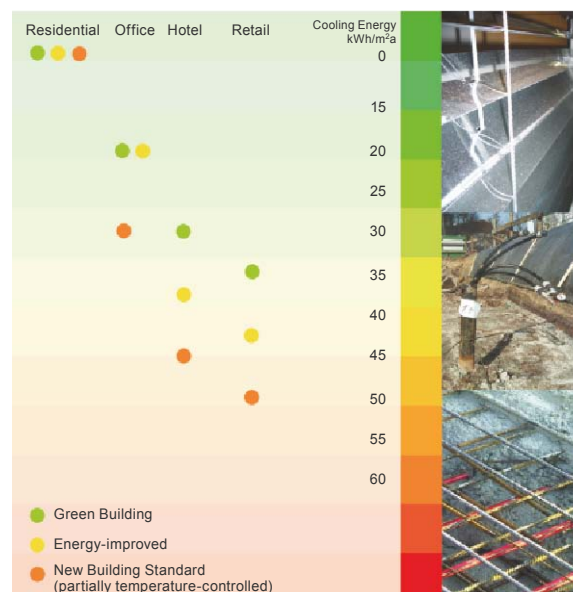 Residential Office Hotel Retail Cooling Energy
kWh/m²a
0
15
20
25
30
35
40
45
50
55
60
Green Building
Energy-improved
New Building Standard
(partially temperature-controlled)